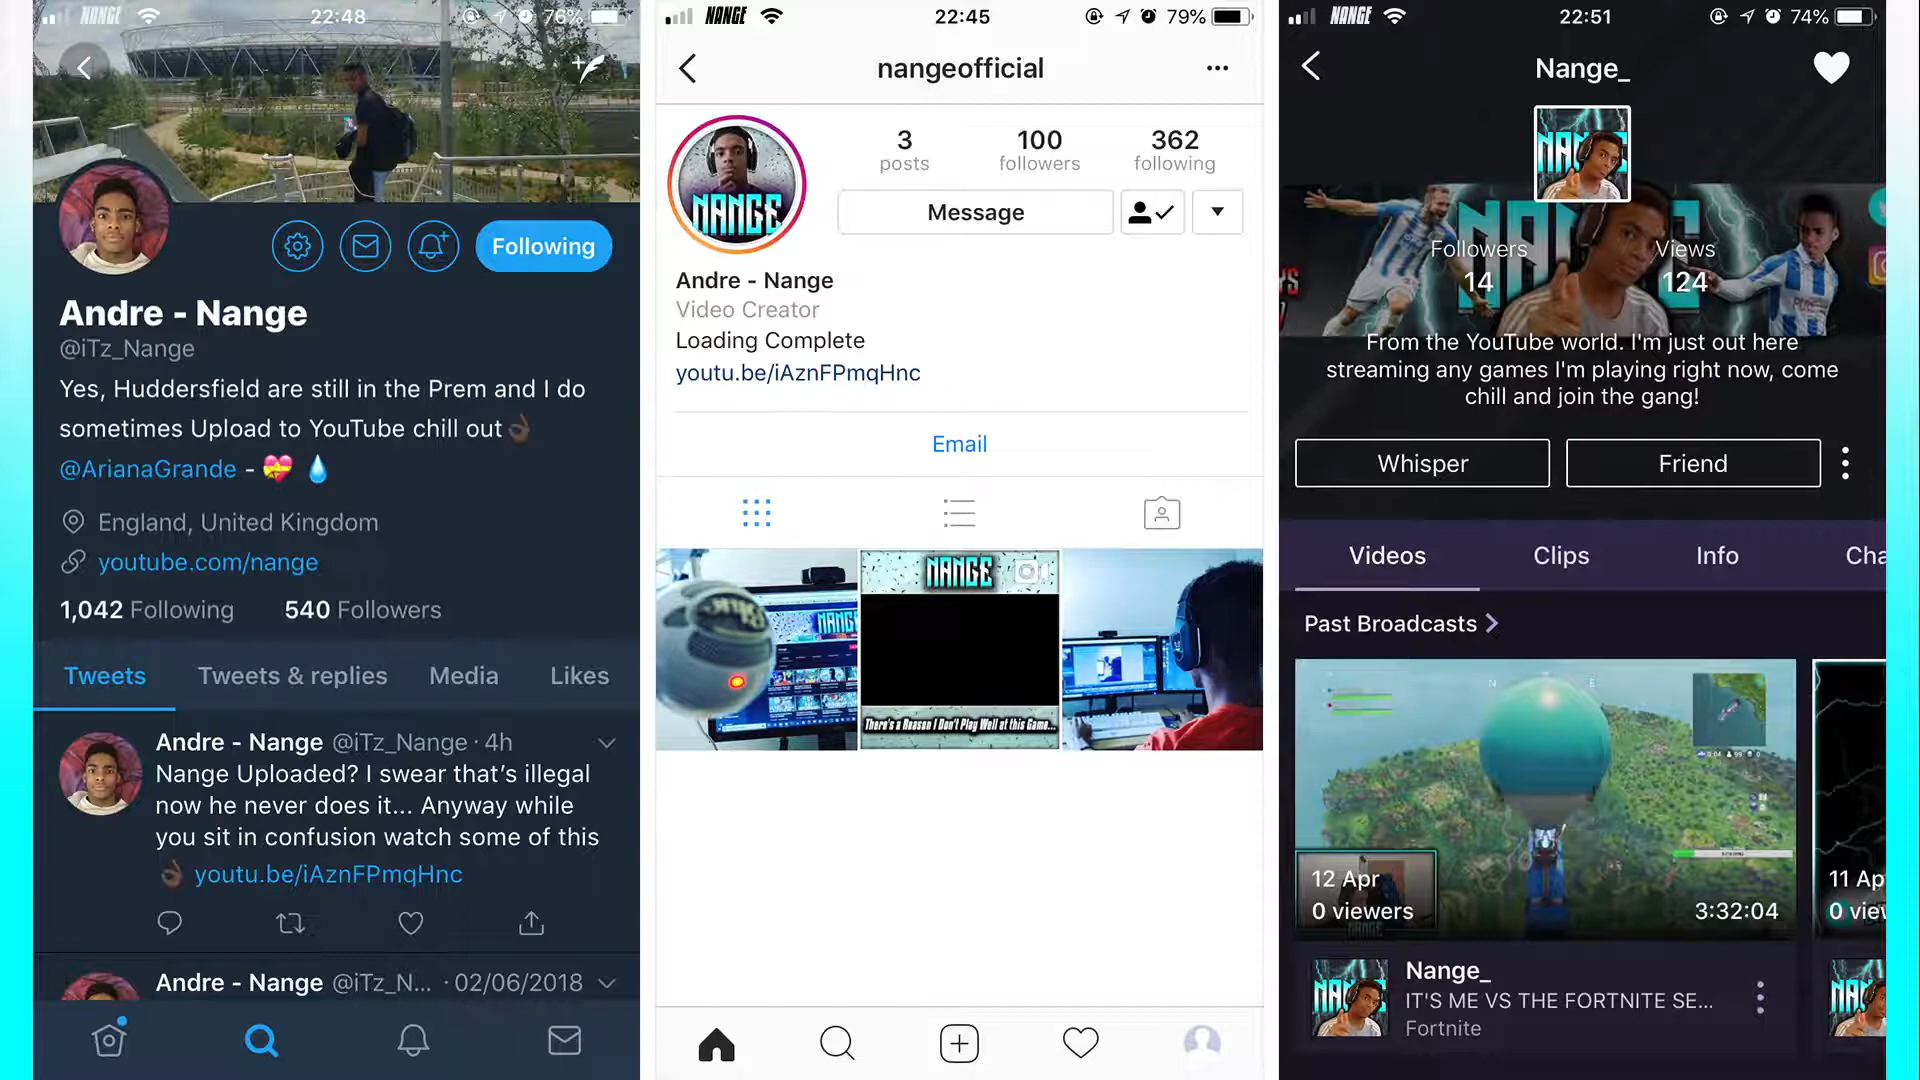 NANGE
22:48
76%
Following
Andre - Nange
@iTz_Nange
Yes, Huddersfield are still in the Prem and I do
sometimes Upload to YouTube chill out👌🏿
@ArianaGrande - 💝 💧
England, United Kingdom
youtube.com/nange
1,042 Following 540 Followers
Tweets Tweets & replies Media Likes
Andre - Nange @iTz_Nange · 4h
Nange Uploaded? I swear that's illegal
now he never does it... Anyway while
you sit in confusion watch some of this
👌🏿 youtu.be/iAznFPmqHnc
Andre - Nange @iTz_N... · 02/06/2018
NANGE
22:45
79%
nangeofficial
NANGE
3 100 362
posts followers following
Message
Andre - Nange
Video Creator
Loading Complete
youtu.be/iAznFPmqHnc
Email
NANGE
NANGE
There's a Reason I Don't Play Well at this Game...
NANGE
22:51
74%
Nange_
NANGE
Followers Views
14 124
From the YouTube world. I'm just out here
streaming any games I'm playing right now, come
chill and join the gang!
Whisper Friend
Videos Clips Info Cha
Past Broadcasts
N E
12 Apr
0 viewers
3:32:04
11 Ap
0 view
Nange_
IT'S ME VS THE FORTNITE SE...
Fortnite